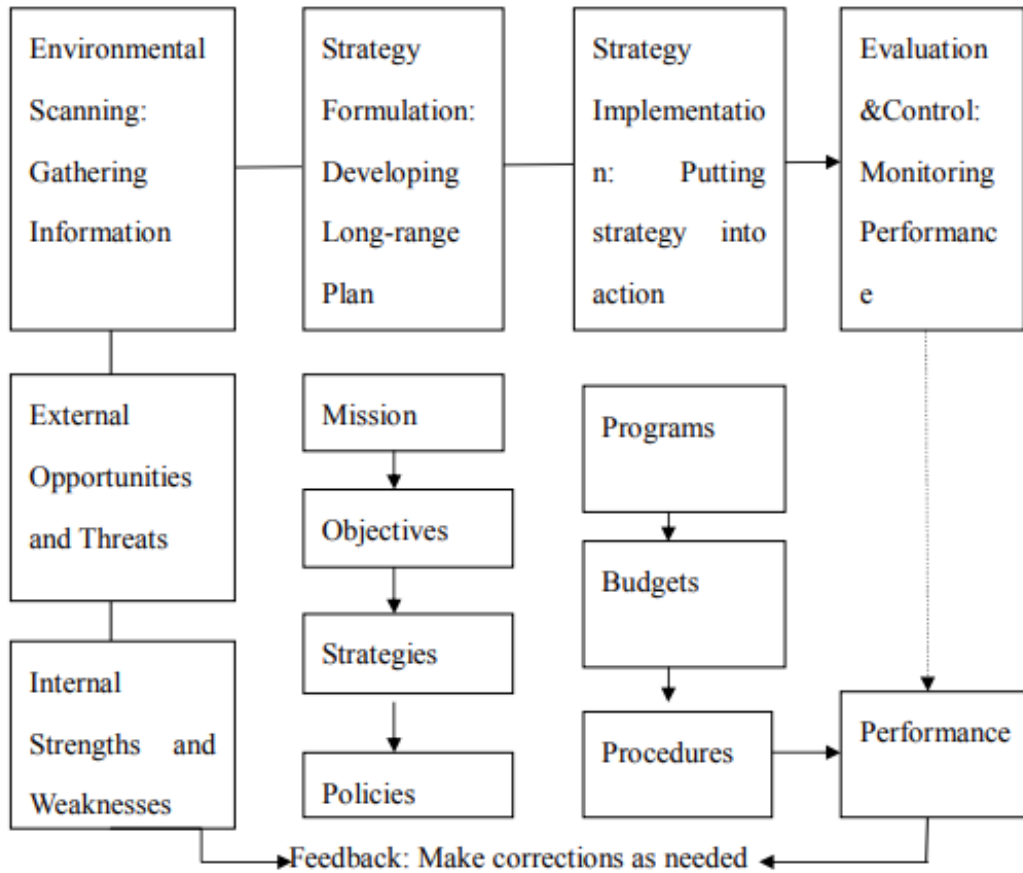 Environmental
Scanning:
Gathering
Information
Strategy
Formulation:
Developing
Long-range
Plan
Strategy
Implementatio
n: Putting
strategy into
action
Evaluation
&Control:
Monitoring
Performanc
e
External
Opportunities
and Threats
Internal
Strengths and
Weaknesses
Mission
Objectives
Strategies
Policies
Programs
Budgets
Procedures
Performance
Feedback: Make corrections as needed